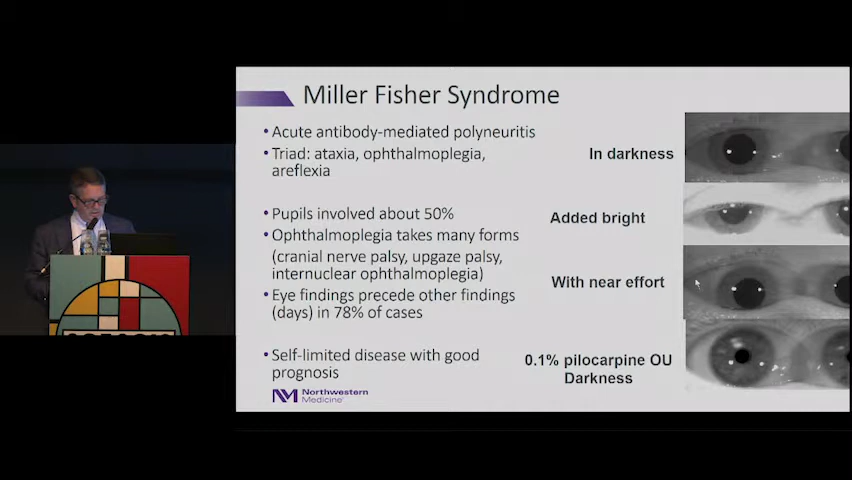 Miller Fisher Syndrome
• Acute antibody-mediated polyneuritis
• Triad: ataxia, ophthalmoplegia,
areflexia
• Pupils involved about 50%
• Ophthalmoplegia takes many forms
(cranial nerve palsy, upgaze palsy,
internuclear ophthalmoplegia)
• Eye findings precede other findings
(days) in 78% of cases
• Self-limited disease with good
prognosis
In darkness
Added bright
With near effort
0.1% pilocarpine OU
Darkness
NM Northwestern
Medicine